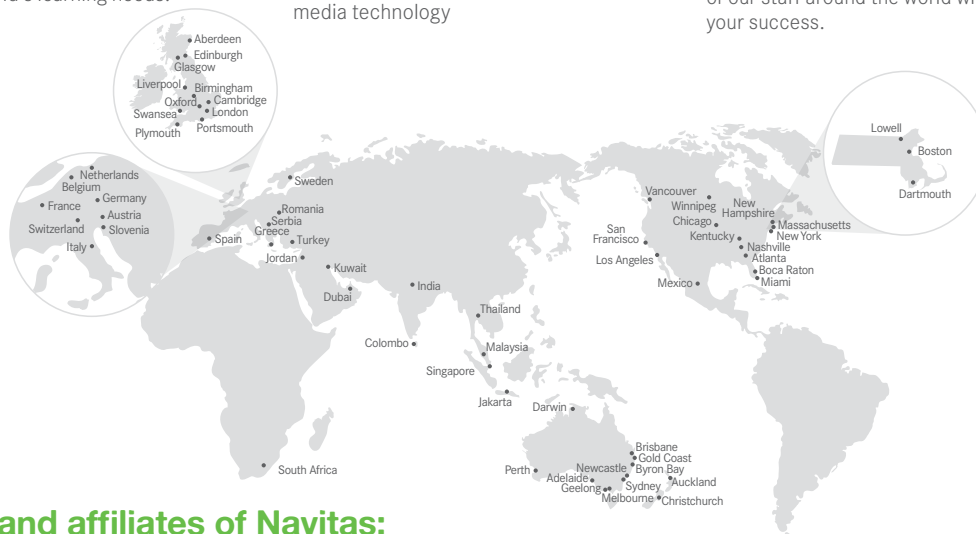 learning needs.
media technology
around the world
your success.
Aberdeen
Edinburgh
Glasgow
Liverpool
Birmingham
Oxford
Cambridge
Swansea
London
Plymouth
Portsmouth
Netherlands
Belgium
Germany
France
Austria
Switzerland
Slovenia
Italy
Sweden
Romania
Serbia
Greece
Spain
Turkey
Jordan
Kuwait
Dubai
India
Thailand
Colombo
Malaysia
Singapore
Jakarta
Darwin
South Africa
Perth
Brisbane
Gold Coast
Newcastle
Byron Bay
Adelaide
Sydney
Auckland
Geelong
Melbourne
Christchurch
Vancouver
Winnipeg
New
Hampshire
Chicago
Massachusetts
New York
Kentucky
San
Francisco
Nashville
Los Angeles
Atlanta
Boca Raton
Miami
Mexico
Lowell
Boston
Dartmouth
and affiliates of Navitas: